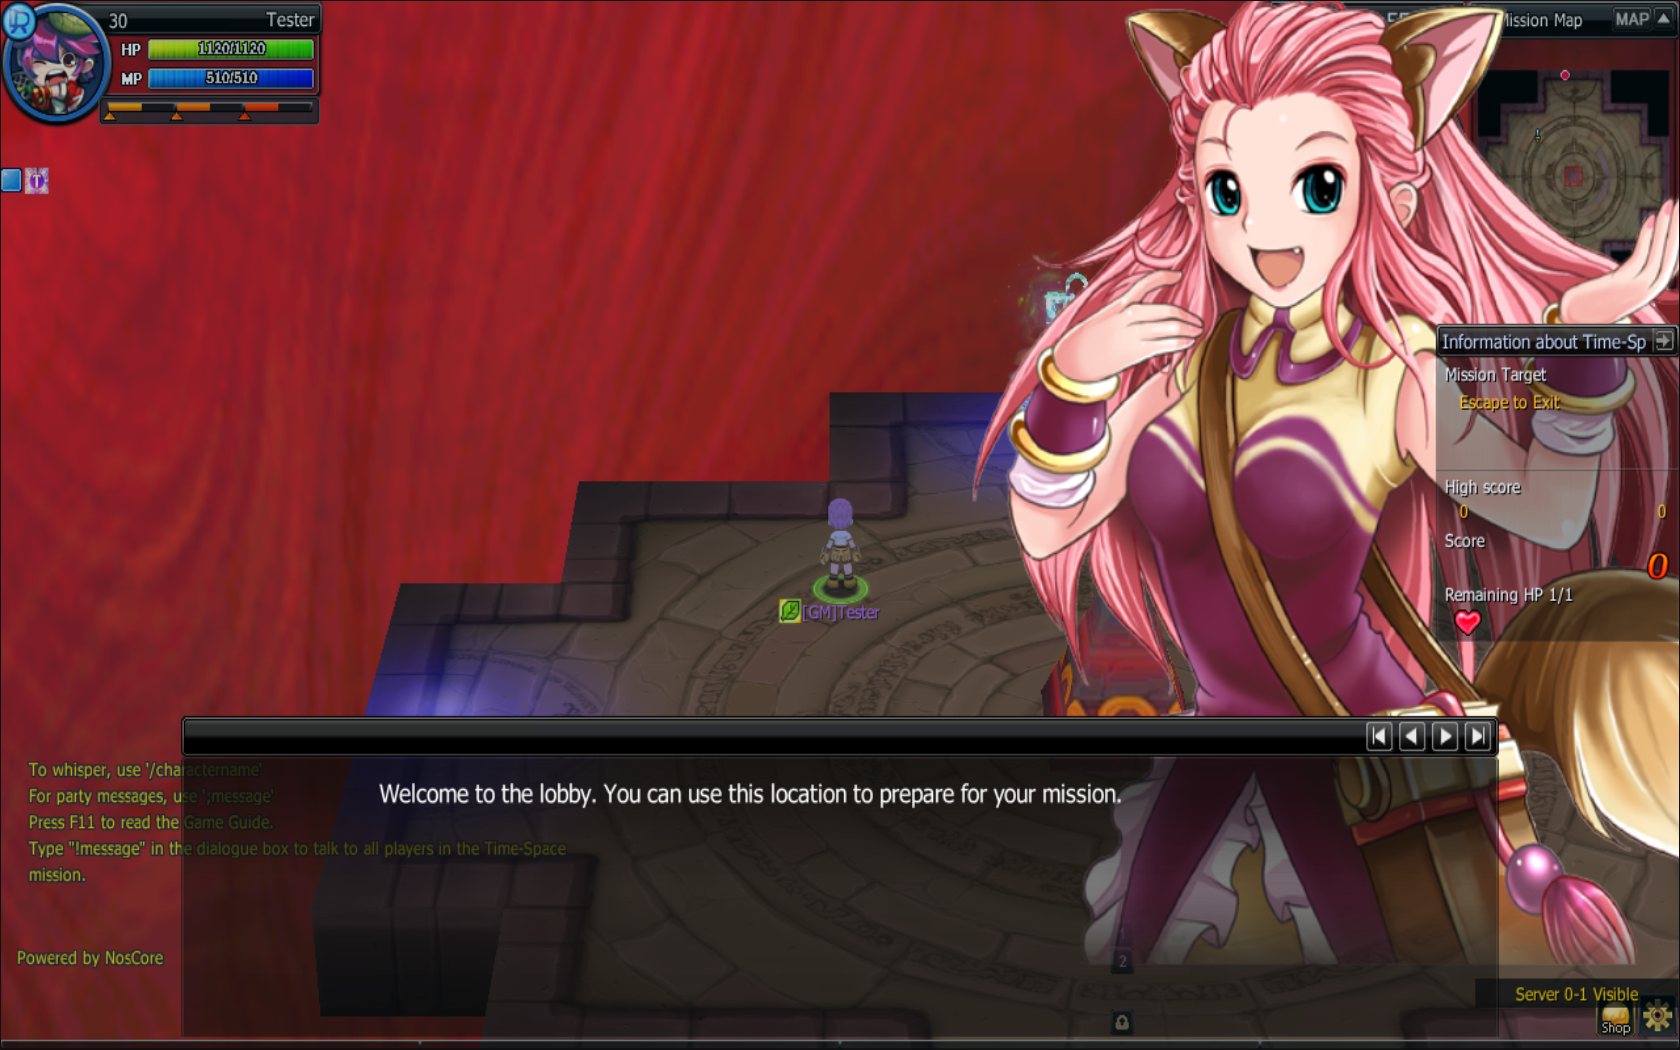 30 Tester
HP 1120/1120
MP 510/510
T
Mission Map MAP
Information about Time-Sp
Mission Target
Escape to Exit
High score
0 0
Score
0
Remaining HP 1/1
[GM]Tester
Welcome to the lobby. You can use this location to prepare for your mission.
To whisper, use '/charactername'
For party messages, use ';message'
Press F11 to read the Game Guide.
Type "!message" in the dialogue box to talk to all players in the Time-Space
mission.
Powered by NosCore
2
Server 0-1 Visible
Shop